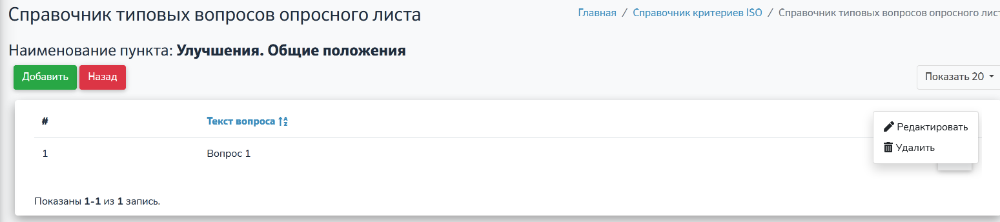 Справочник типовых вопросов опросного листа
Главная / Справочник критериев ISO / Справочник типовых вопросов опросного лист
Наименование пункта: Улучшения. Общие положения
Добавить Назад
Показать 20
# Текст вопроса
Редактировать
1 Вопрос 1
Удалить
Показаны 1-1 из 1 запись.